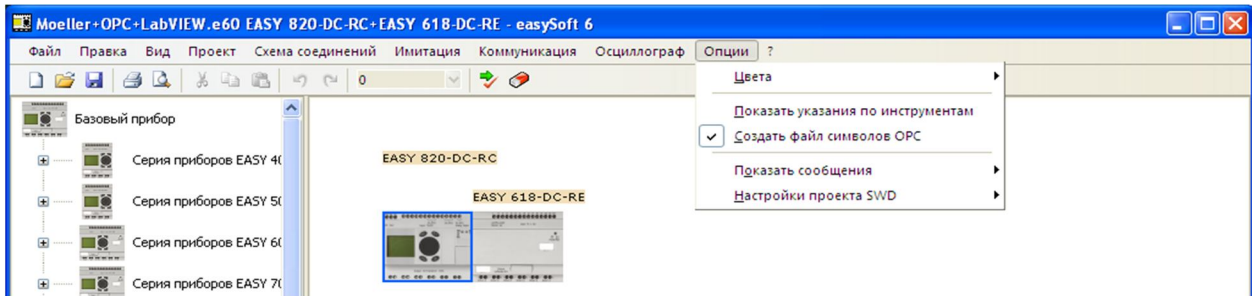 Moeller+OPC+LabVIEW.e60 EASY 820-DC-RC+EASY 618-DC-RE - easySoft 6
Файл Правка Вид Проект Схема соединений Имитация Коммуникация Осциллограф Опции ?
0
Цвета
Показать указания по инструментам
Создать файл символов OPC
Показать сообщения
Настройки проекта SWD
Базовый прибор
Серия приборов EASY 4
Серия приборов EASY 5
Серия приборов EASY 6
Серия приборов EASY 7
EASY 820-DC-RC
EASY 618-DC-RE